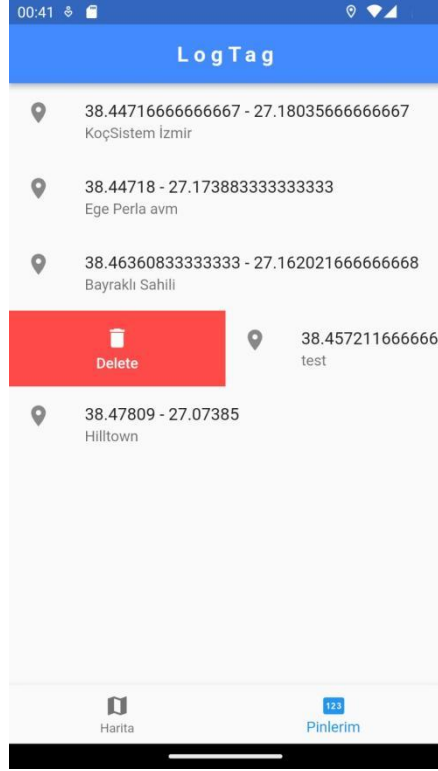 00:41
LogTag
38.44716666666667 - 27.18035666666667
KoçSistem İzmir
38.44718 - 27.173883333333333
Ege Perla avm
38.46360833333333 - 27.162021666666668
Bayraklı Sahili
Delete
38.457211666666
test
38.47809 - 27.07385
Hilltown
123
Harita
Pinlerim